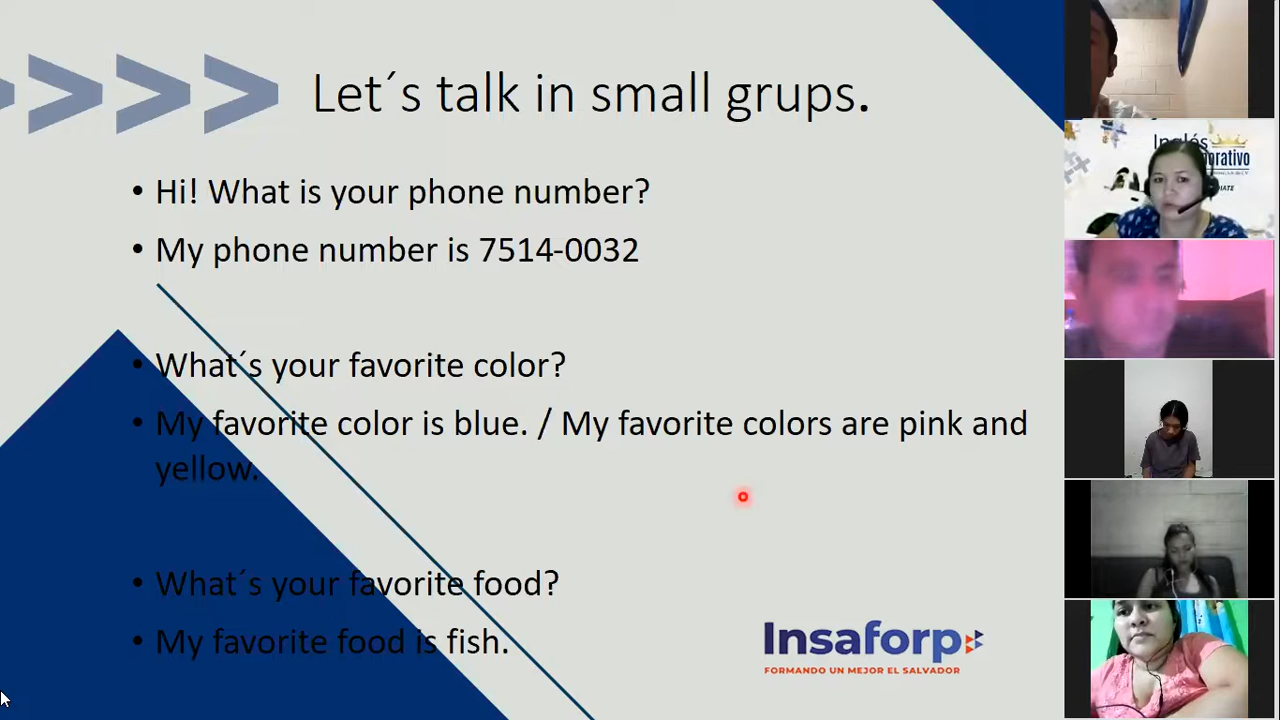 Let´s talk in small grups.
• Hi! What is your phone number?
• My phone number is 7514-0032
• What´s your favorite color?
• My favorite color is blue. / My favorite colors are pink and
yellow.
• What´s your favorite food?
• My favorite food is fish.
Insaforp
FORMANDO UN MEJOR EL SALVADOR
Inglés